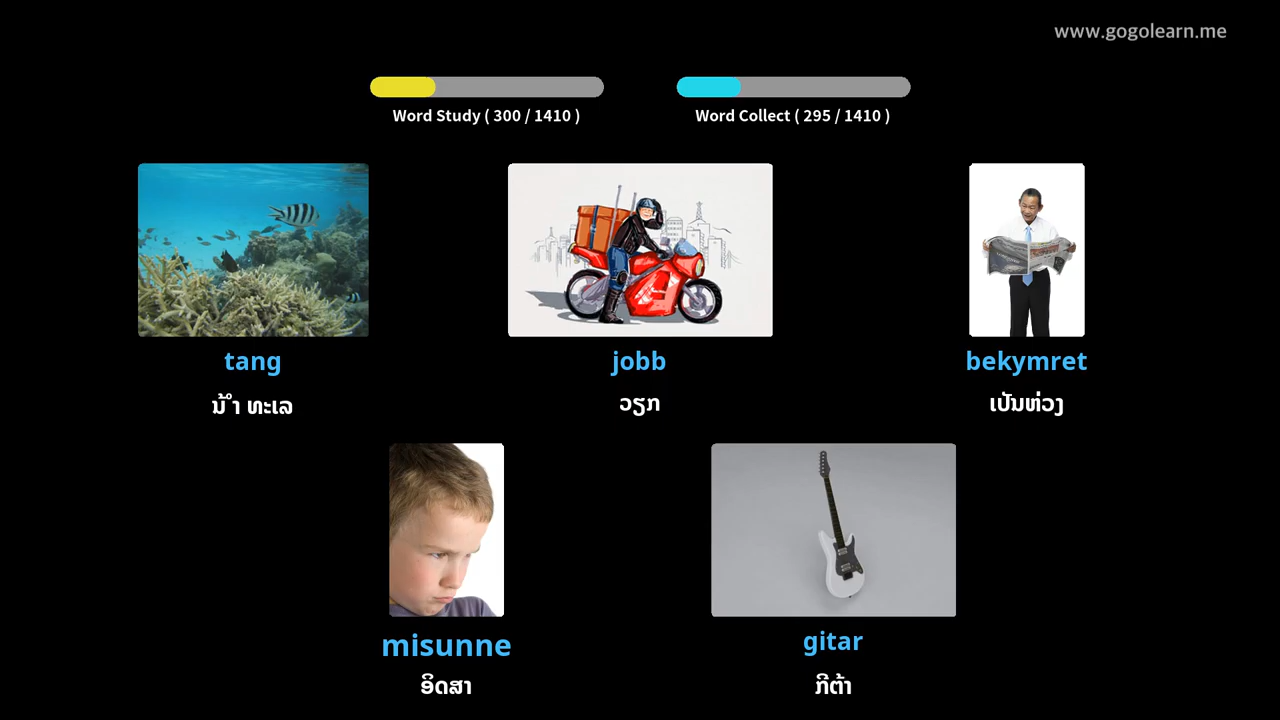 www.gogolearn.me
Word Study ( 300 / 1410 )
Word Collect ( 295 / 1410 )
tang
jobb
bekymret
ນ້ຳ ທະເລ
ວຽກ
ເປັນຫ່ວງ
misunne
gitar
ອິດສາ
ກີຕ້າ